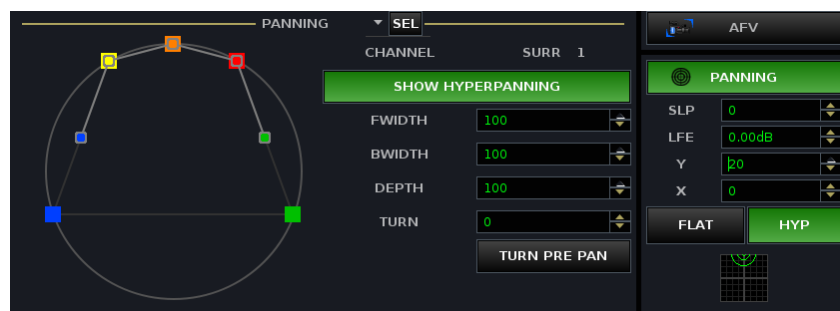 PANNING SEL
CHANNEL SURR 1
SHOW HYPERPANNING
FWIDTH 100
BWIDTH 100
DEPTH 100
TURN 0
TURN PRE PAN
AFV
PANNING
SLP 0
LFE 0.00dB
Y 20
X 0
FLAT HYP